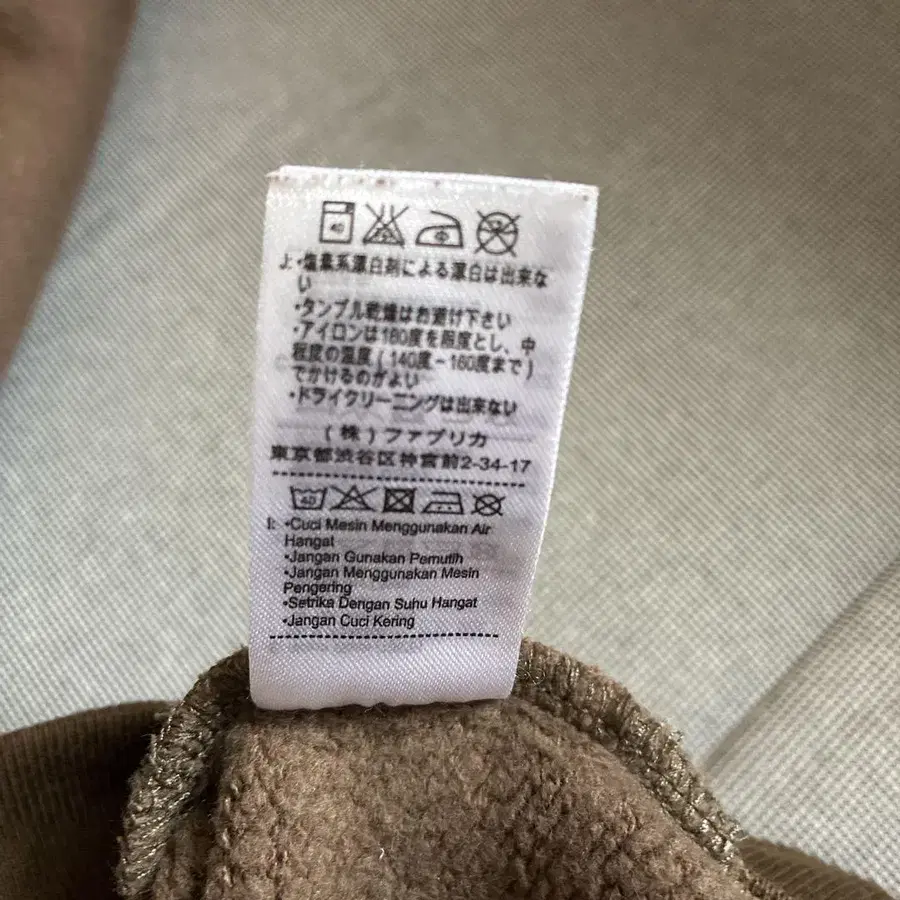 40 中
J:・塩素系漂白剤による漂白は出来な
い
・タンブル乾燥はお避け下さい
・アイロンは160度を限度とし、中
程度の温度(140度-160度まで)
でかけるのがよい
・ドライクリーニングは出来ない
(株)ファブリカ
東京都渋谷区神宮前2-34-17
40
I: •Cuci Mesin Menggunakan Air
Hangat
•Jangan Gunakan Pemutih
•Jangan Menggunakan Mesin
Pengering
•Setrika Dengan Suhu Hangat
•Jangan Cuci Kering